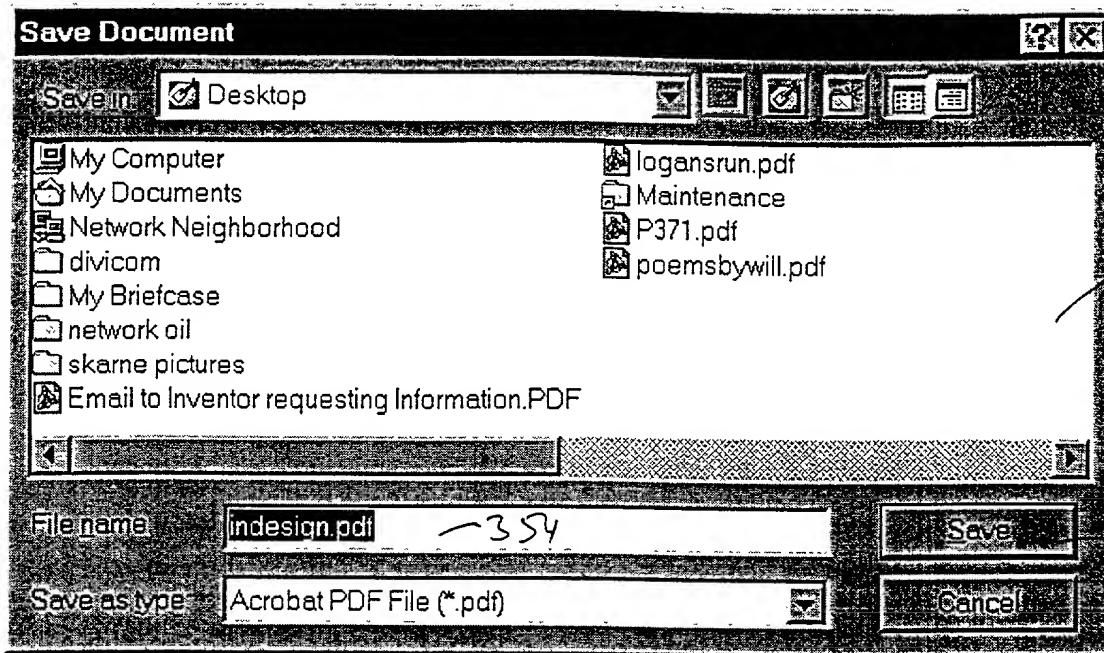 Save Document
Save in: Desktop
My Computer
My Documents
Network Neighborhood
divicom
My Briefcase
network oil
skarne pictures
Email to Inventor requesting Information.PDF
logansrun.pdf
Maintenance
P371.pdf
poemsbywill.pdf
File name indesign.pdf 354 Save
Save as type Acrobat PDF File (*.pdf) Cancel